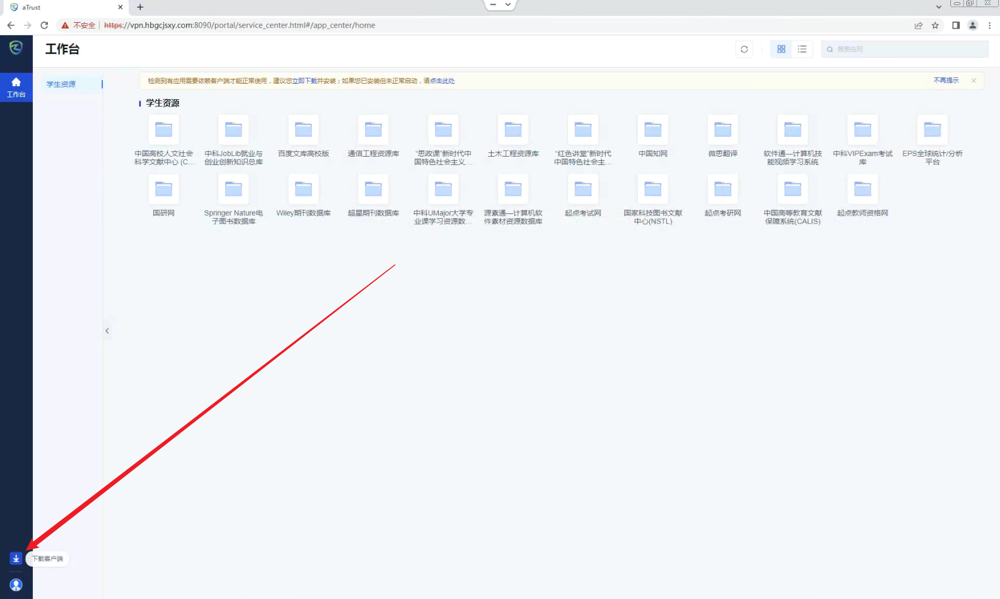 aTrust
不安全 https://vpn.hbgcjsxy.com:8090/portal/service_center.html#/app_center/home
工作台
搜索应用
工作台
学生资源
检测到有应用需要依赖客户端才能正常使用，建议您立即下载并安装；如果您已安装但未正常启动，请点击此处
不再提示
学生资源
中国高校人文社会
科学文献中心 (C...
中科JobLib就业与
创业创新知识总库
百度文库高校版
通信工程资源库
“思政课”新时代中
国特色社会主义...
土木工程资源库
“红色讲堂”新时代
中国特色社会主...
中国知网
微思翻译
软件通—计算机技
能视频学习系统
中科VIPExam考试
库
EPS全球统计/分析
平台
国研网
Springer Nature电
子图书数据库
Wiley期刊数据库
超星期刊数据库
中科UMajor大学专
业课学习资源数...
源素通—计算机软
件素材资源数据库
起点考试网
国家科技图书文献
中心(NSTL)
起点考研网
中国高等教育文献
保障系统(CALIS)
起点教师资格网
下载客户端